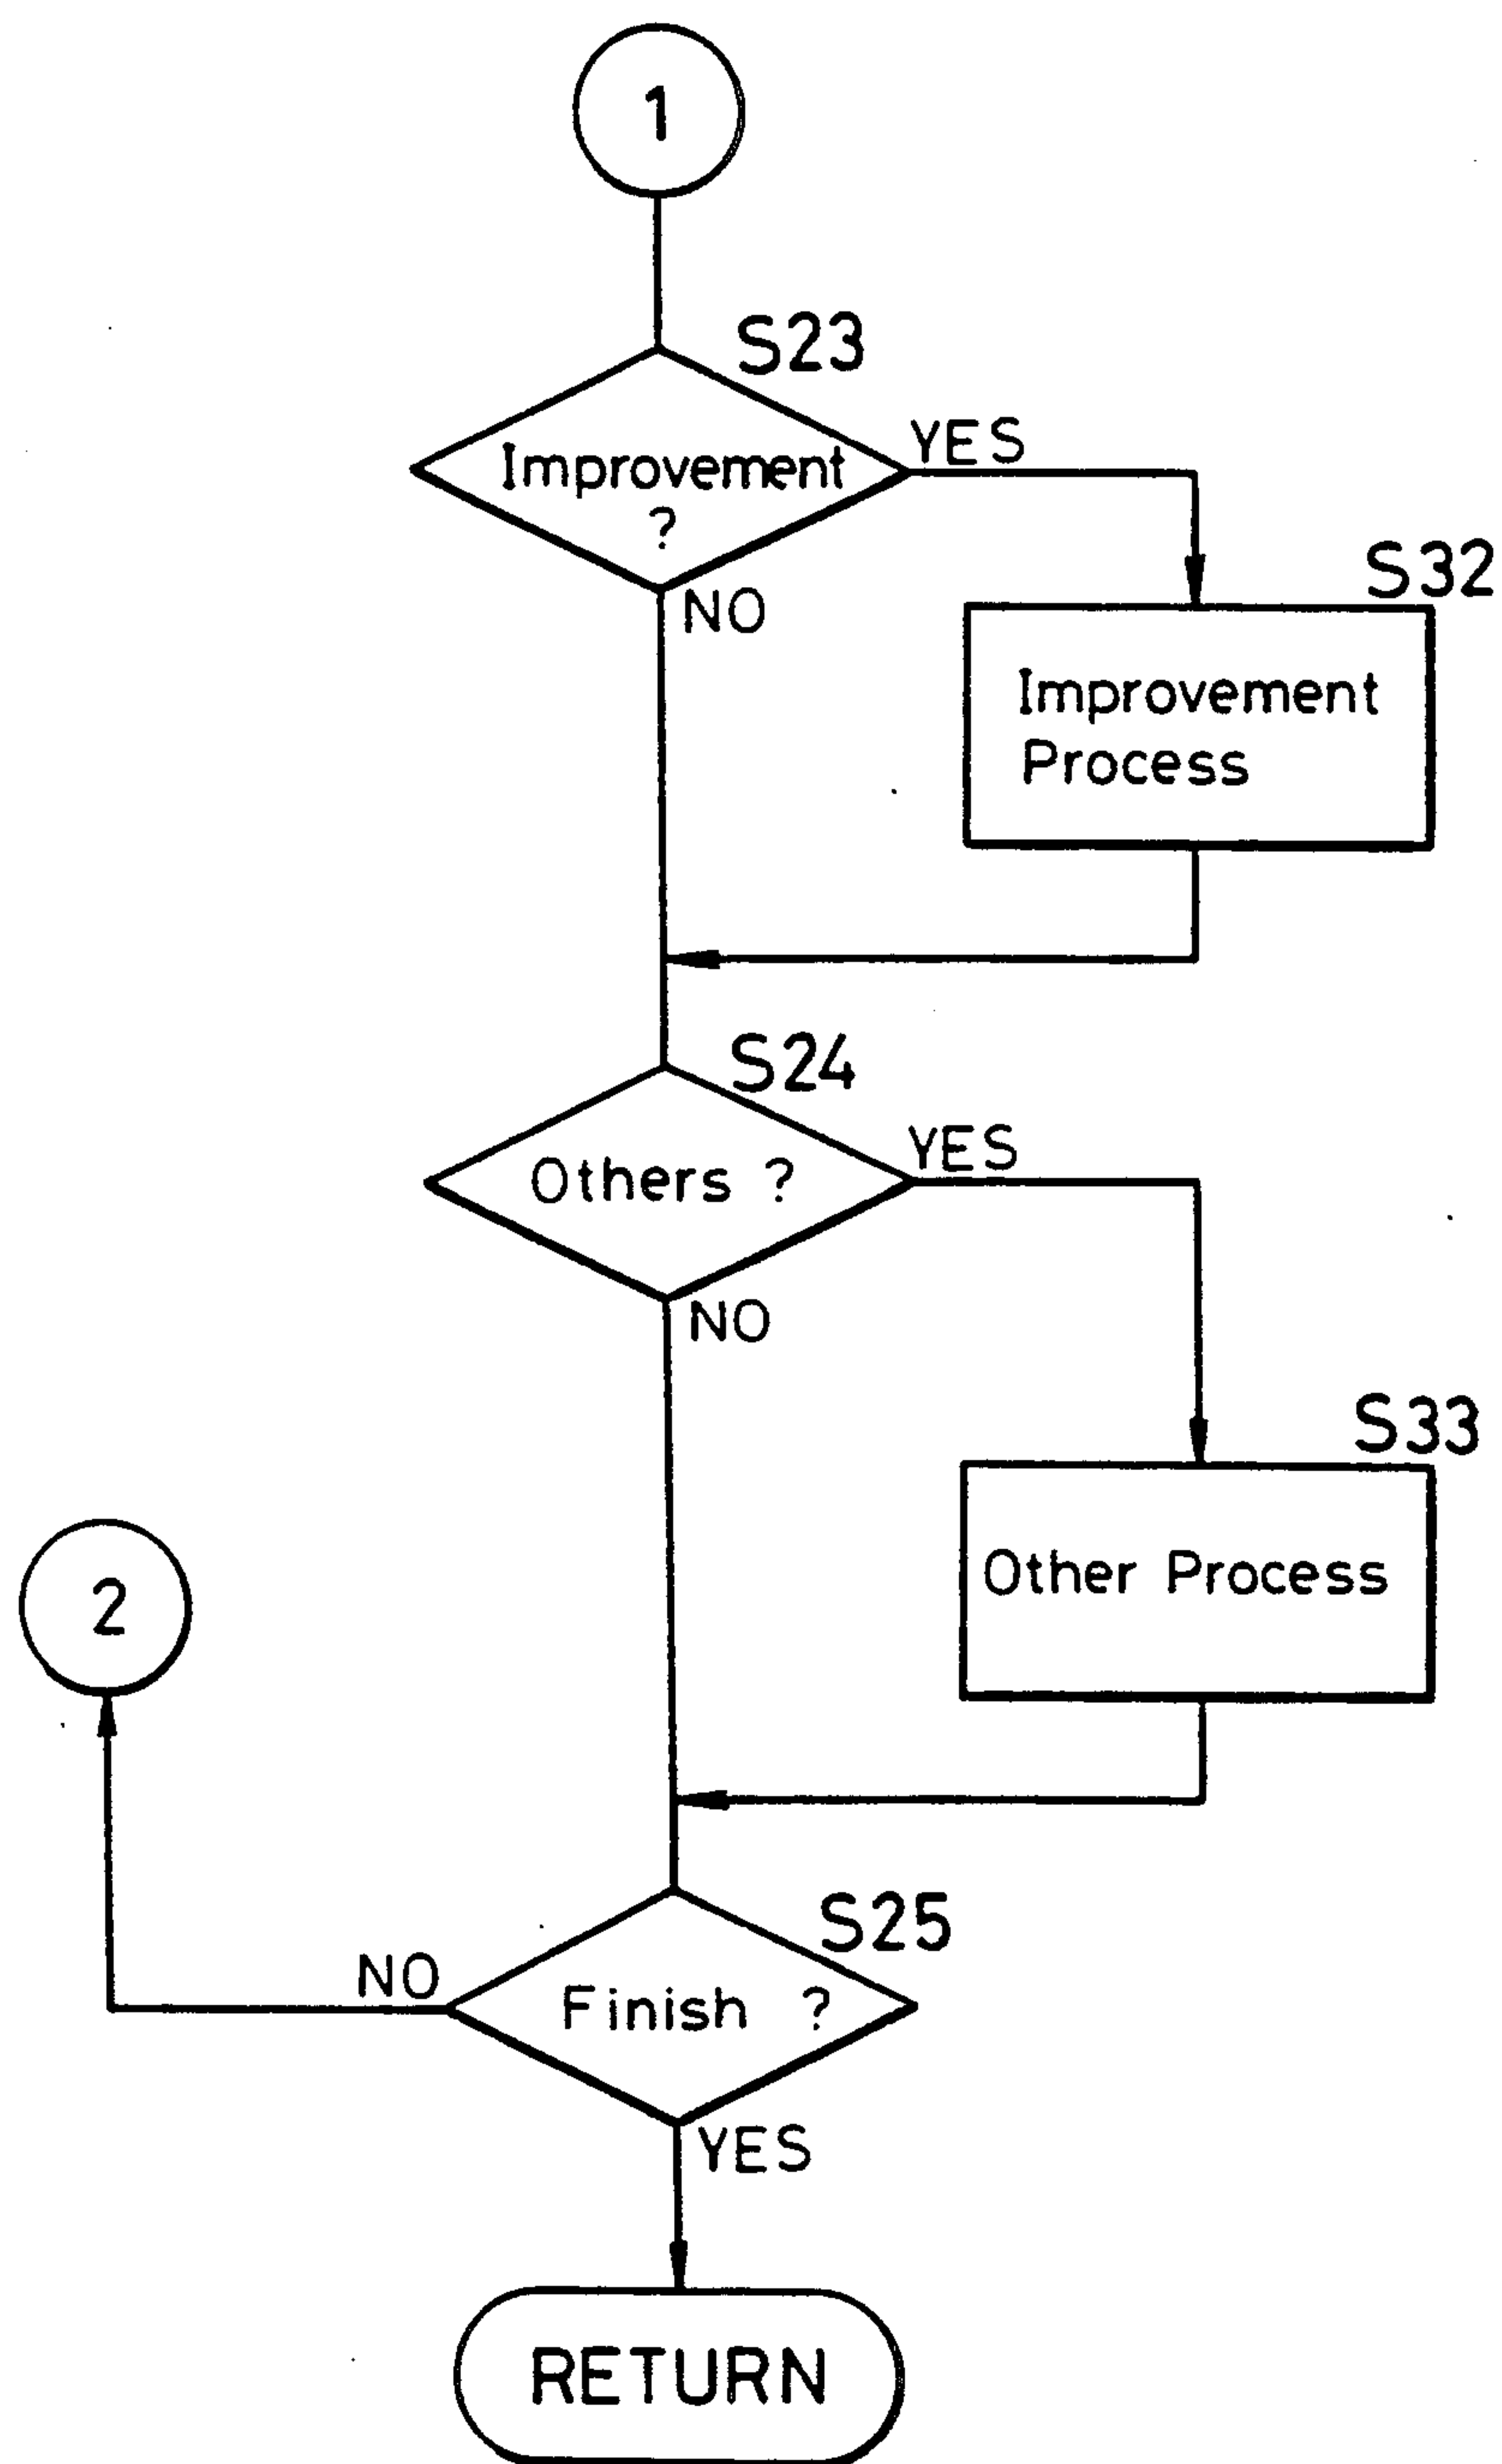 1
S23
YES
Improvement
?
NO
S32
Improvement
Process
S24
YES
Others ?
NO
S33
Other Process
2
S25
NO
Finish ?
YES
RETURN